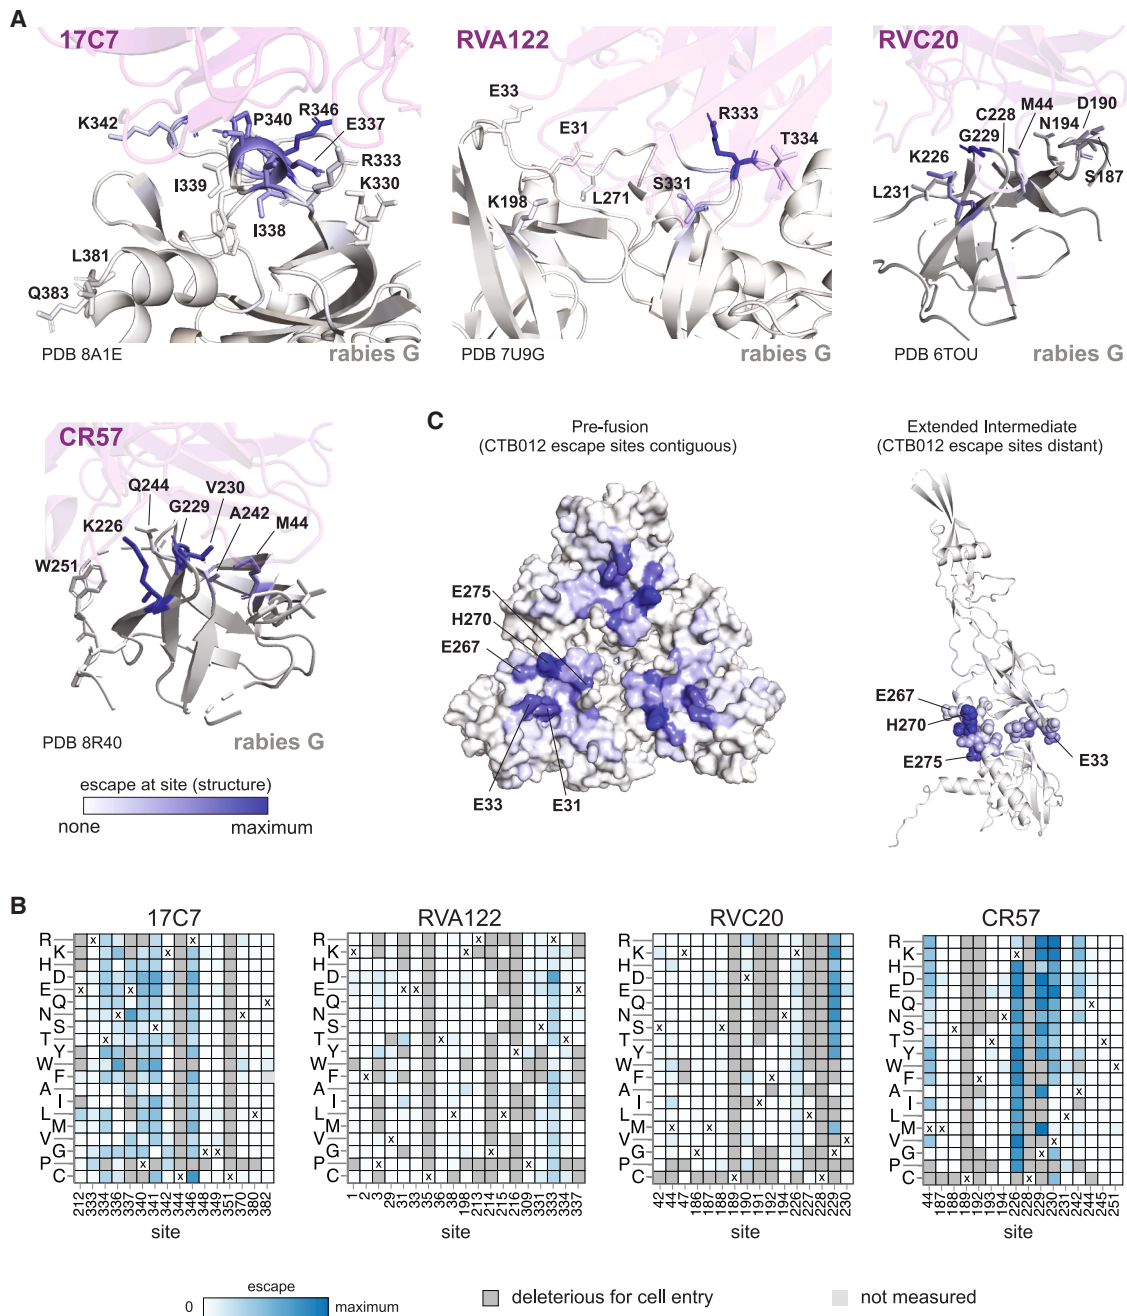 A
17C7
K342
P340
R346
E337
R333
K330
I339
I338
L381
Q383
PDB 8A1E
rabies G
RVA122
E33
E31
R333
T334
S331
L271
K198
PDB 7U9G
rabies G
RVC20
M44
D190
C228
N194
G229
K226
S187
L231
PDB 6TOU
rabies G
CR57
Q244
V230
G229
A242
K226
M44
W251
PDB 8R40
rabies G
escape at site (structure)
none
maximum
C
Pre-fusion
(CTB012 escape sites contiguous)
E275
H270
E267
E33
E31
Extended Intermediate
(CTB012 escape sites distant)
E267
H270
E275
E33
B
17C7
R
K
H
D
E
Q
N
S
T
Y
W
F
A
I
L
M
V
G
P
C
212 333 334 336 337 340 341 342 344 346 348 349 351 370 380 382
site
RVA122
R
K
H
D
E
Q
N
S
T
Y
W
F
A
I
L
M
V
G
P
C
1 2 3 29 31 33 35 36 38 198 213 214 215 216 309 331 333 334 337
site
RVC20
R
K
H
D
E
Q
N
S
T
Y
W
F
A
I
L
M
V
G
P
C
42 44 47 186 187 188 189 190 191 192 194 226 227 228 229 230
site
CR57
R
K
H
D
E
Q
N
S
T
Y
W
F
A
I
L
M
V
G
P
C
44 187 188 189 192 193 194 226 228 229 230 231 242 244 245 251
site
escape
0
maximum
deleterious for cell entry
not measured